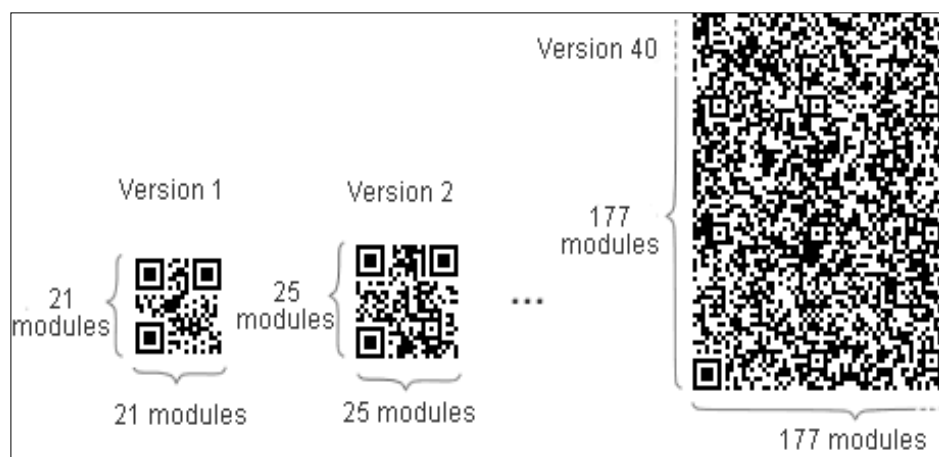 Version 40
Version 1
Version 2
177
modules
21
modules
25
modules
...
21 modules
25 modules
177 modules